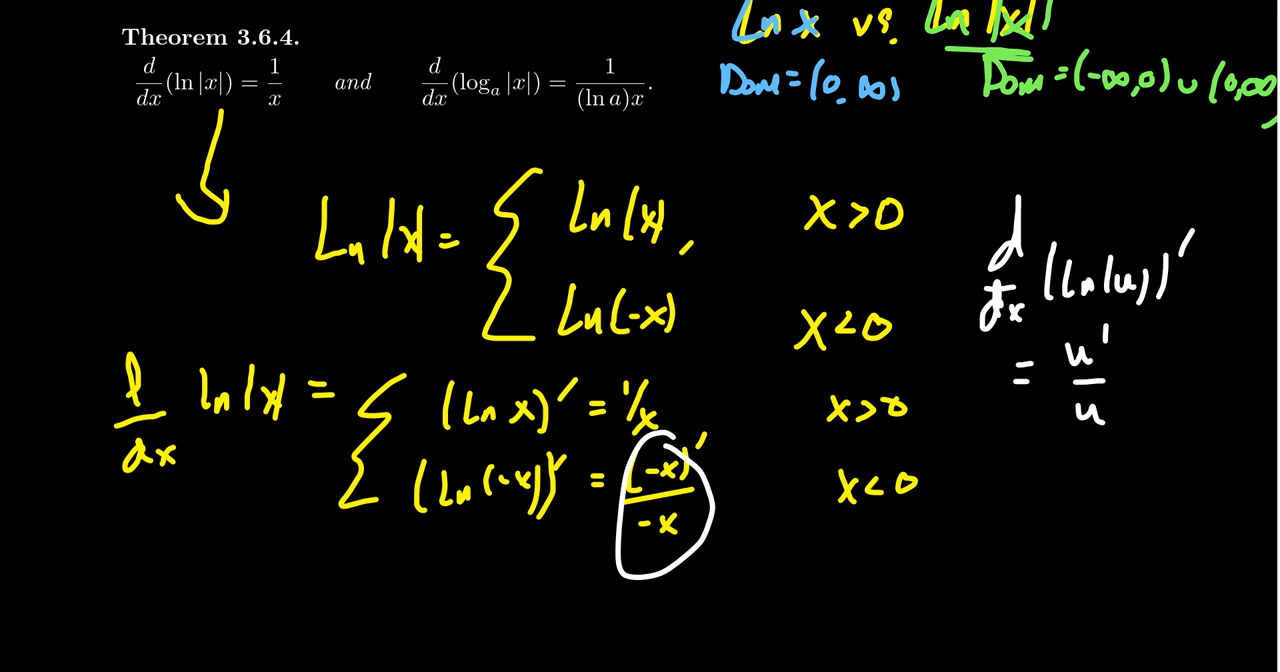 Ln x vs. Ln |x|
Theorem 3.6.4.
d/dx (ln |x|) = 1/x and d/dx (log_a |x|) = 1/((ln a)x).
Dom = (0, ∞) Dom = (-∞,0) ∪ (0,∞)
Ln |x| = { Ln(x), x > 0
Ln(-x) x < 0
d/dx (Ln(u))' = u'/u
d/dx ln|x| = { (Ln x)' = 1/x x > 0
(Ln(-x))' = (-x)'/-x x < 0